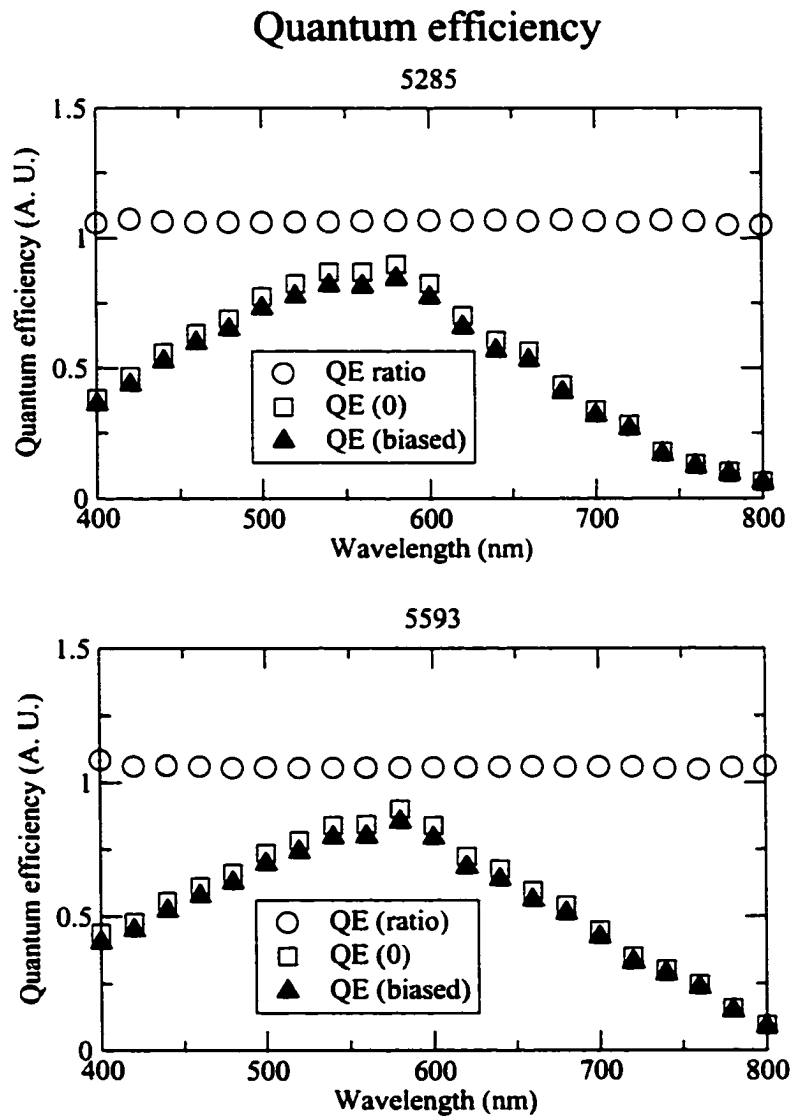 Quantum efficiency
5285
Quantum efficiency (A. U.)
1.5
1
0.5
0
QE ratio
QE (0)
QE (biased)
400 500 600 700 800
Wavelength (nm)
5593
Quantum efficiency (A. U.)
1.5
1
0.5
0
QE (ratio)
QE (0)
QE (biased)
400 500 600 700 800
Wavelength (nm)